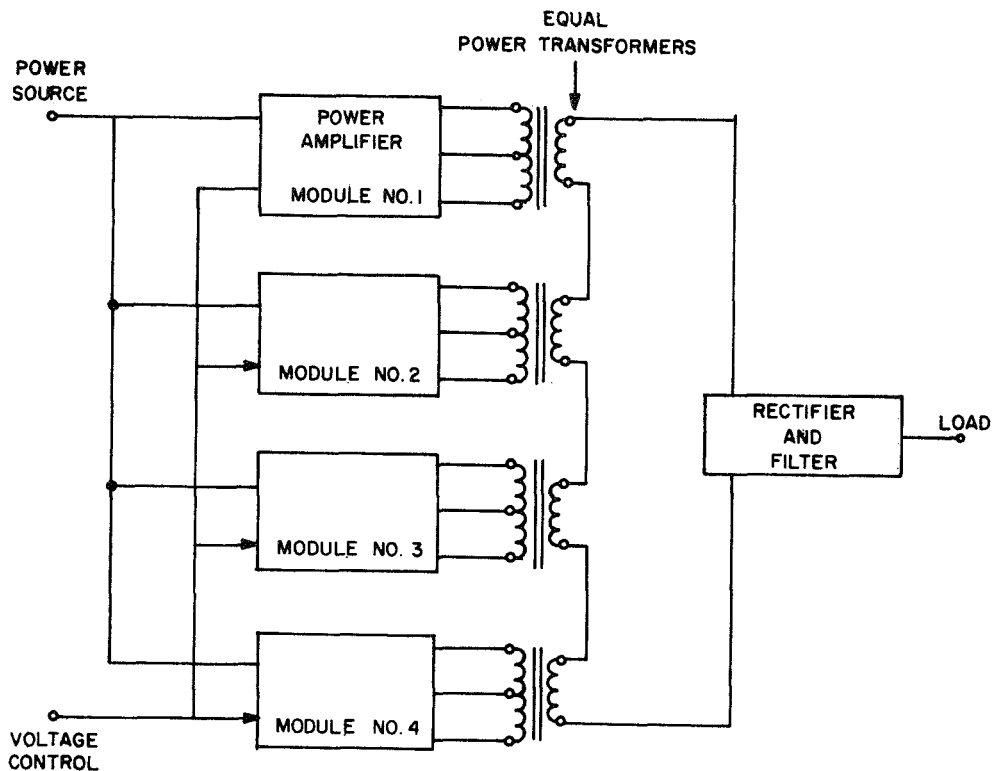 EQUAL
POWER TRANSFORMERS
POWER
SOURCE
POWER
AMPLIFIER
MODULE NO.1
MODULE NO.2
RECTIFIER
AND
FILTER
LOAD
MODULE NO. 3
MODULE NO.4
VOLTAGE
CONTROL